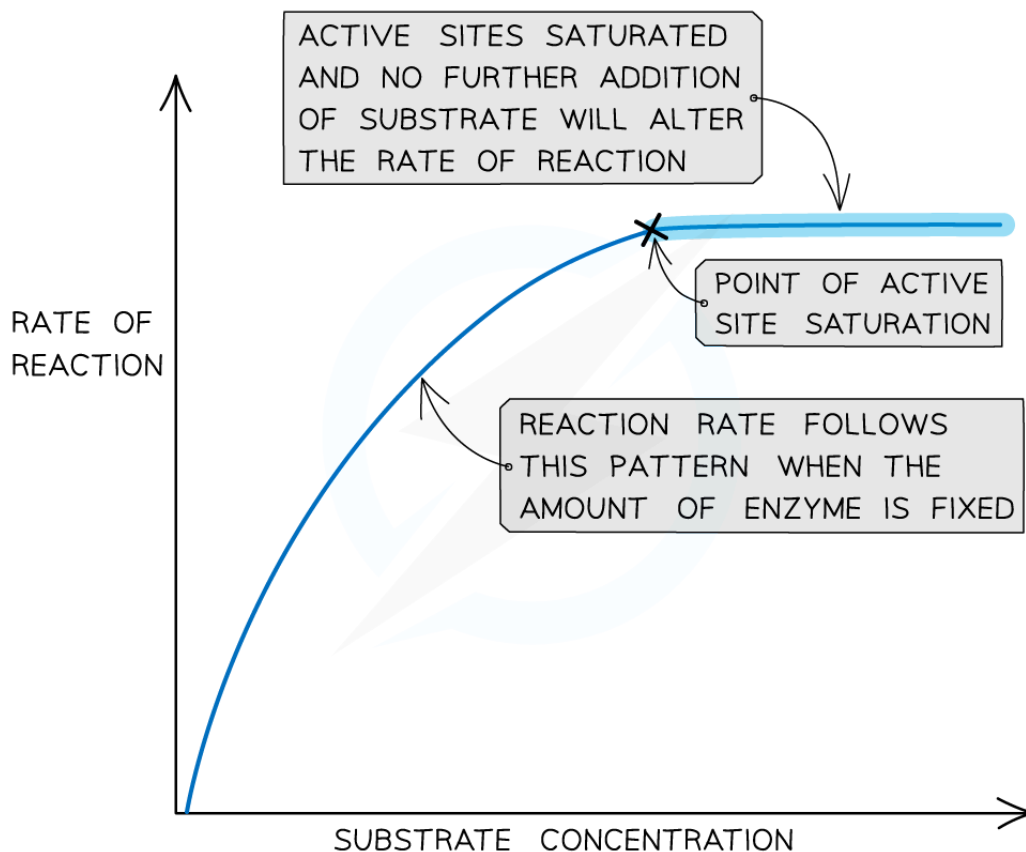 ACTIVE SITES SATURATED
AND NO FURTHER ADDITION
OF SUBSTRATE WILL ALTER
THE RATE OF REACTION
POINT OF ACTIVE
SITE SATURATION
RATE OF
REACTION
REACTION RATE FOLLOWS
THIS PATTERN WHEN THE
AMOUNT OF ENZYME IS FIXED
SUBSTRATE CONCENTRATION